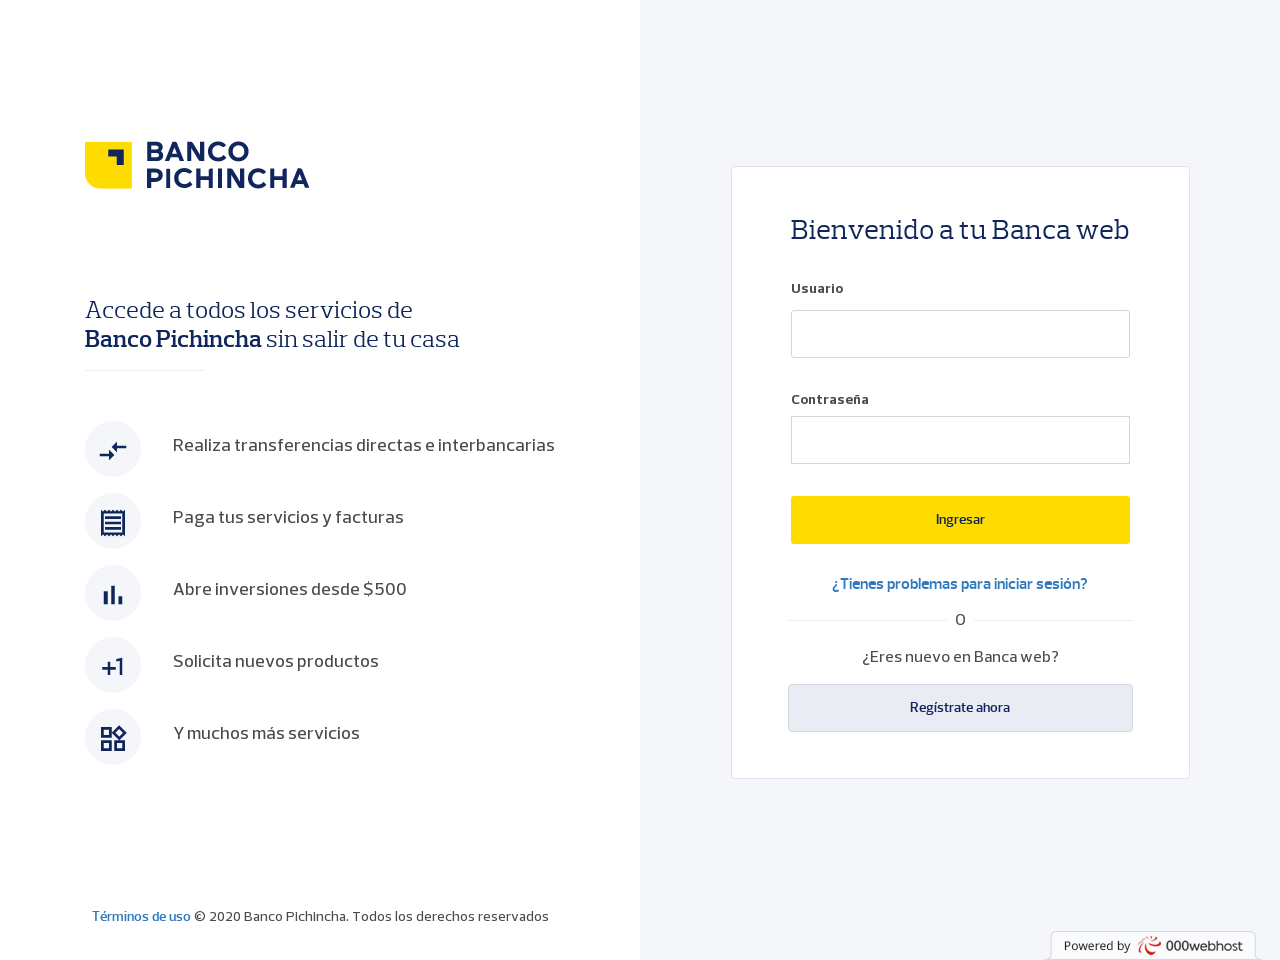 BANCO
PICHINCHA
Accede a todos los servicios de
Banco Pichincha sin salir de tu casa
Realiza transferencias directas e interbancarias
Paga tus servicios y facturas
Abre inversiones desde $500
+1
Solicita nuevos productos
Y muchos más servicios
Términos de uso © 2020 Banco PIchIncha. Todos los derechos reservados
Bienvenido a tu Banca web
Usuario
Contraseña
Ingresar
¿Tienes problemas para iniciar sesión?
O
¿Eres nuevo en Banca web?
Regístrate ahora
Powered by 000webhost